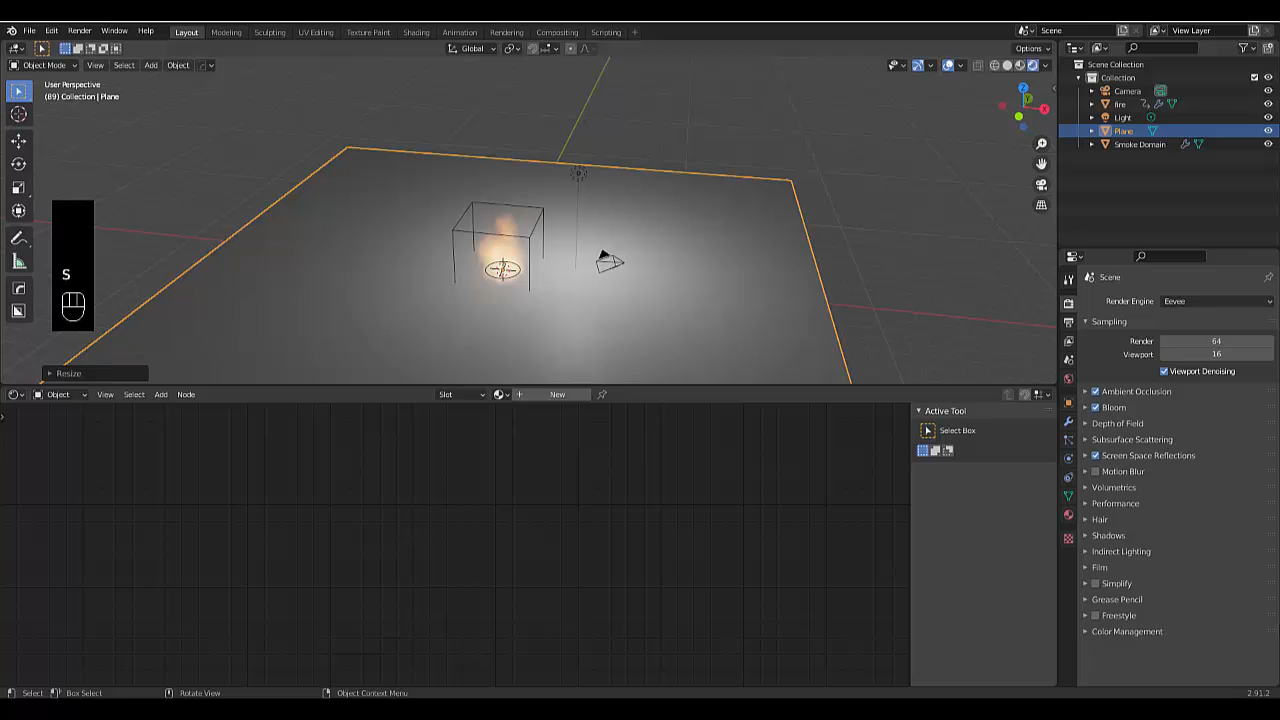 File Edit Render Window Help Layout Modeling Sculpting UV Editing Texture Paint Shading Animation Rendering Compositing Scripting + Scene View Layer
Global Options
Object Mode View Select Add Object
User Perspective
(89) Collection | Plane
S
Resize
Scene Collection
Collection
Camera
fire
Light
Plane
Smoke Domain
Z
Y
X
Object View Select Add Node Slot New
Active Tool
Select Box
Scene
Render Engine Eevee
Sampling
Render 64
Viewport 16
Viewport Denoising
Ambient Occlusion
Bloom
Depth of Field
Subsurface Scattering
Screen Space Reflections
Motion Blur
Volumetrics
Performance
Hair
Shadows
Indirect Lighting
Film
Simplify
Grease Pencil
Freestyle
Color Management
Select Box Select Rotate View Object Context Menu 2.91.2